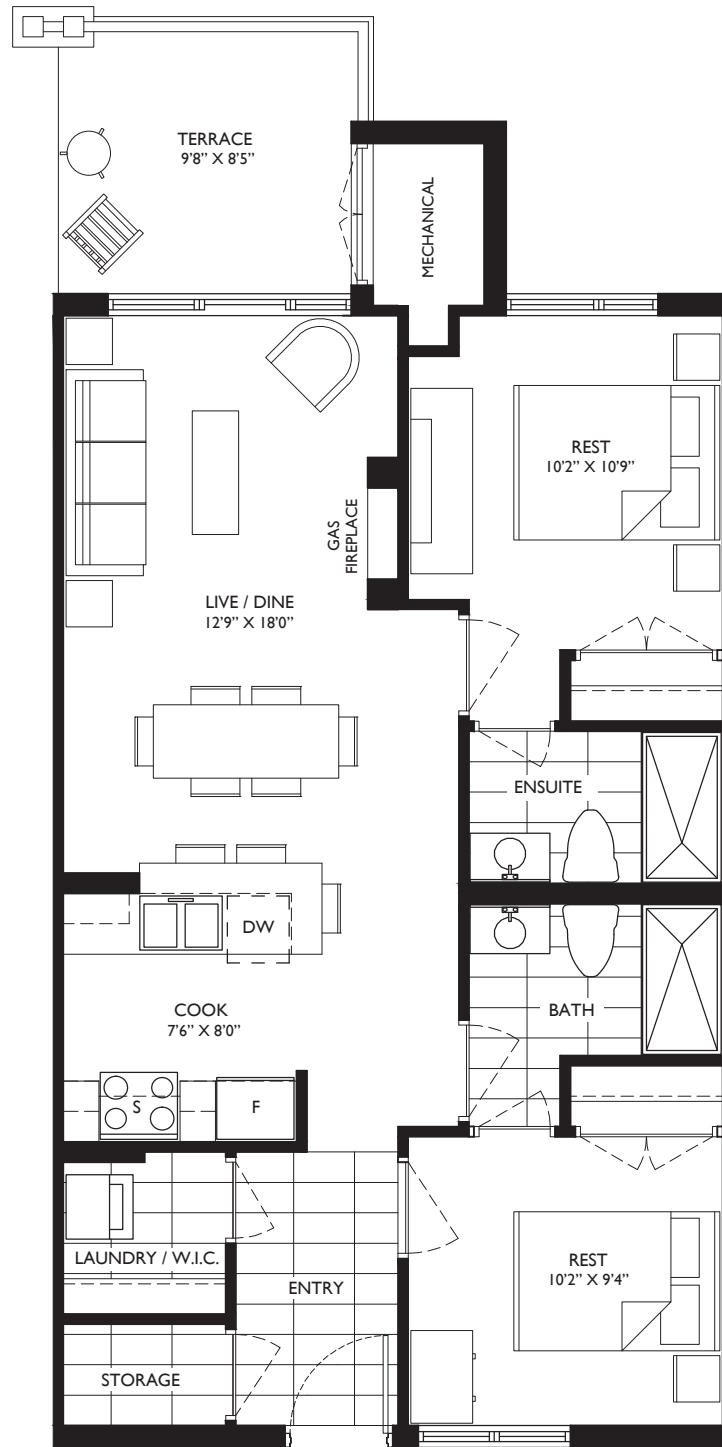 TERRACE
9’8” X 8’5”
MECHANICAL
REST
10’2” X 10’9”
GAS
FIREPLACE
LIVE / DINE
12’9” X 18’0”
ENSUITE
DW
COOK
7’6” X 8’0”
BATH
S
F
LAUNDRY / W.I.C.
ENTRY
REST
10’2” X 9’4”
STORAGE